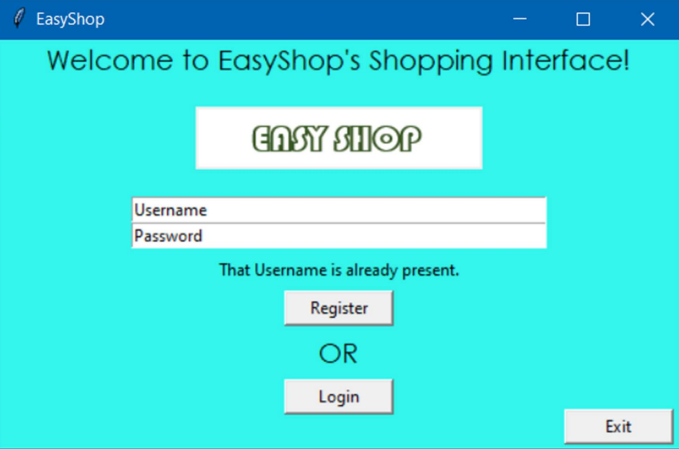 EasyShop
Welcome to EasyShop's Shopping Interface!
EASY SHOP
Username
Password
That Username is already present.
Register
OR
Login
Exit